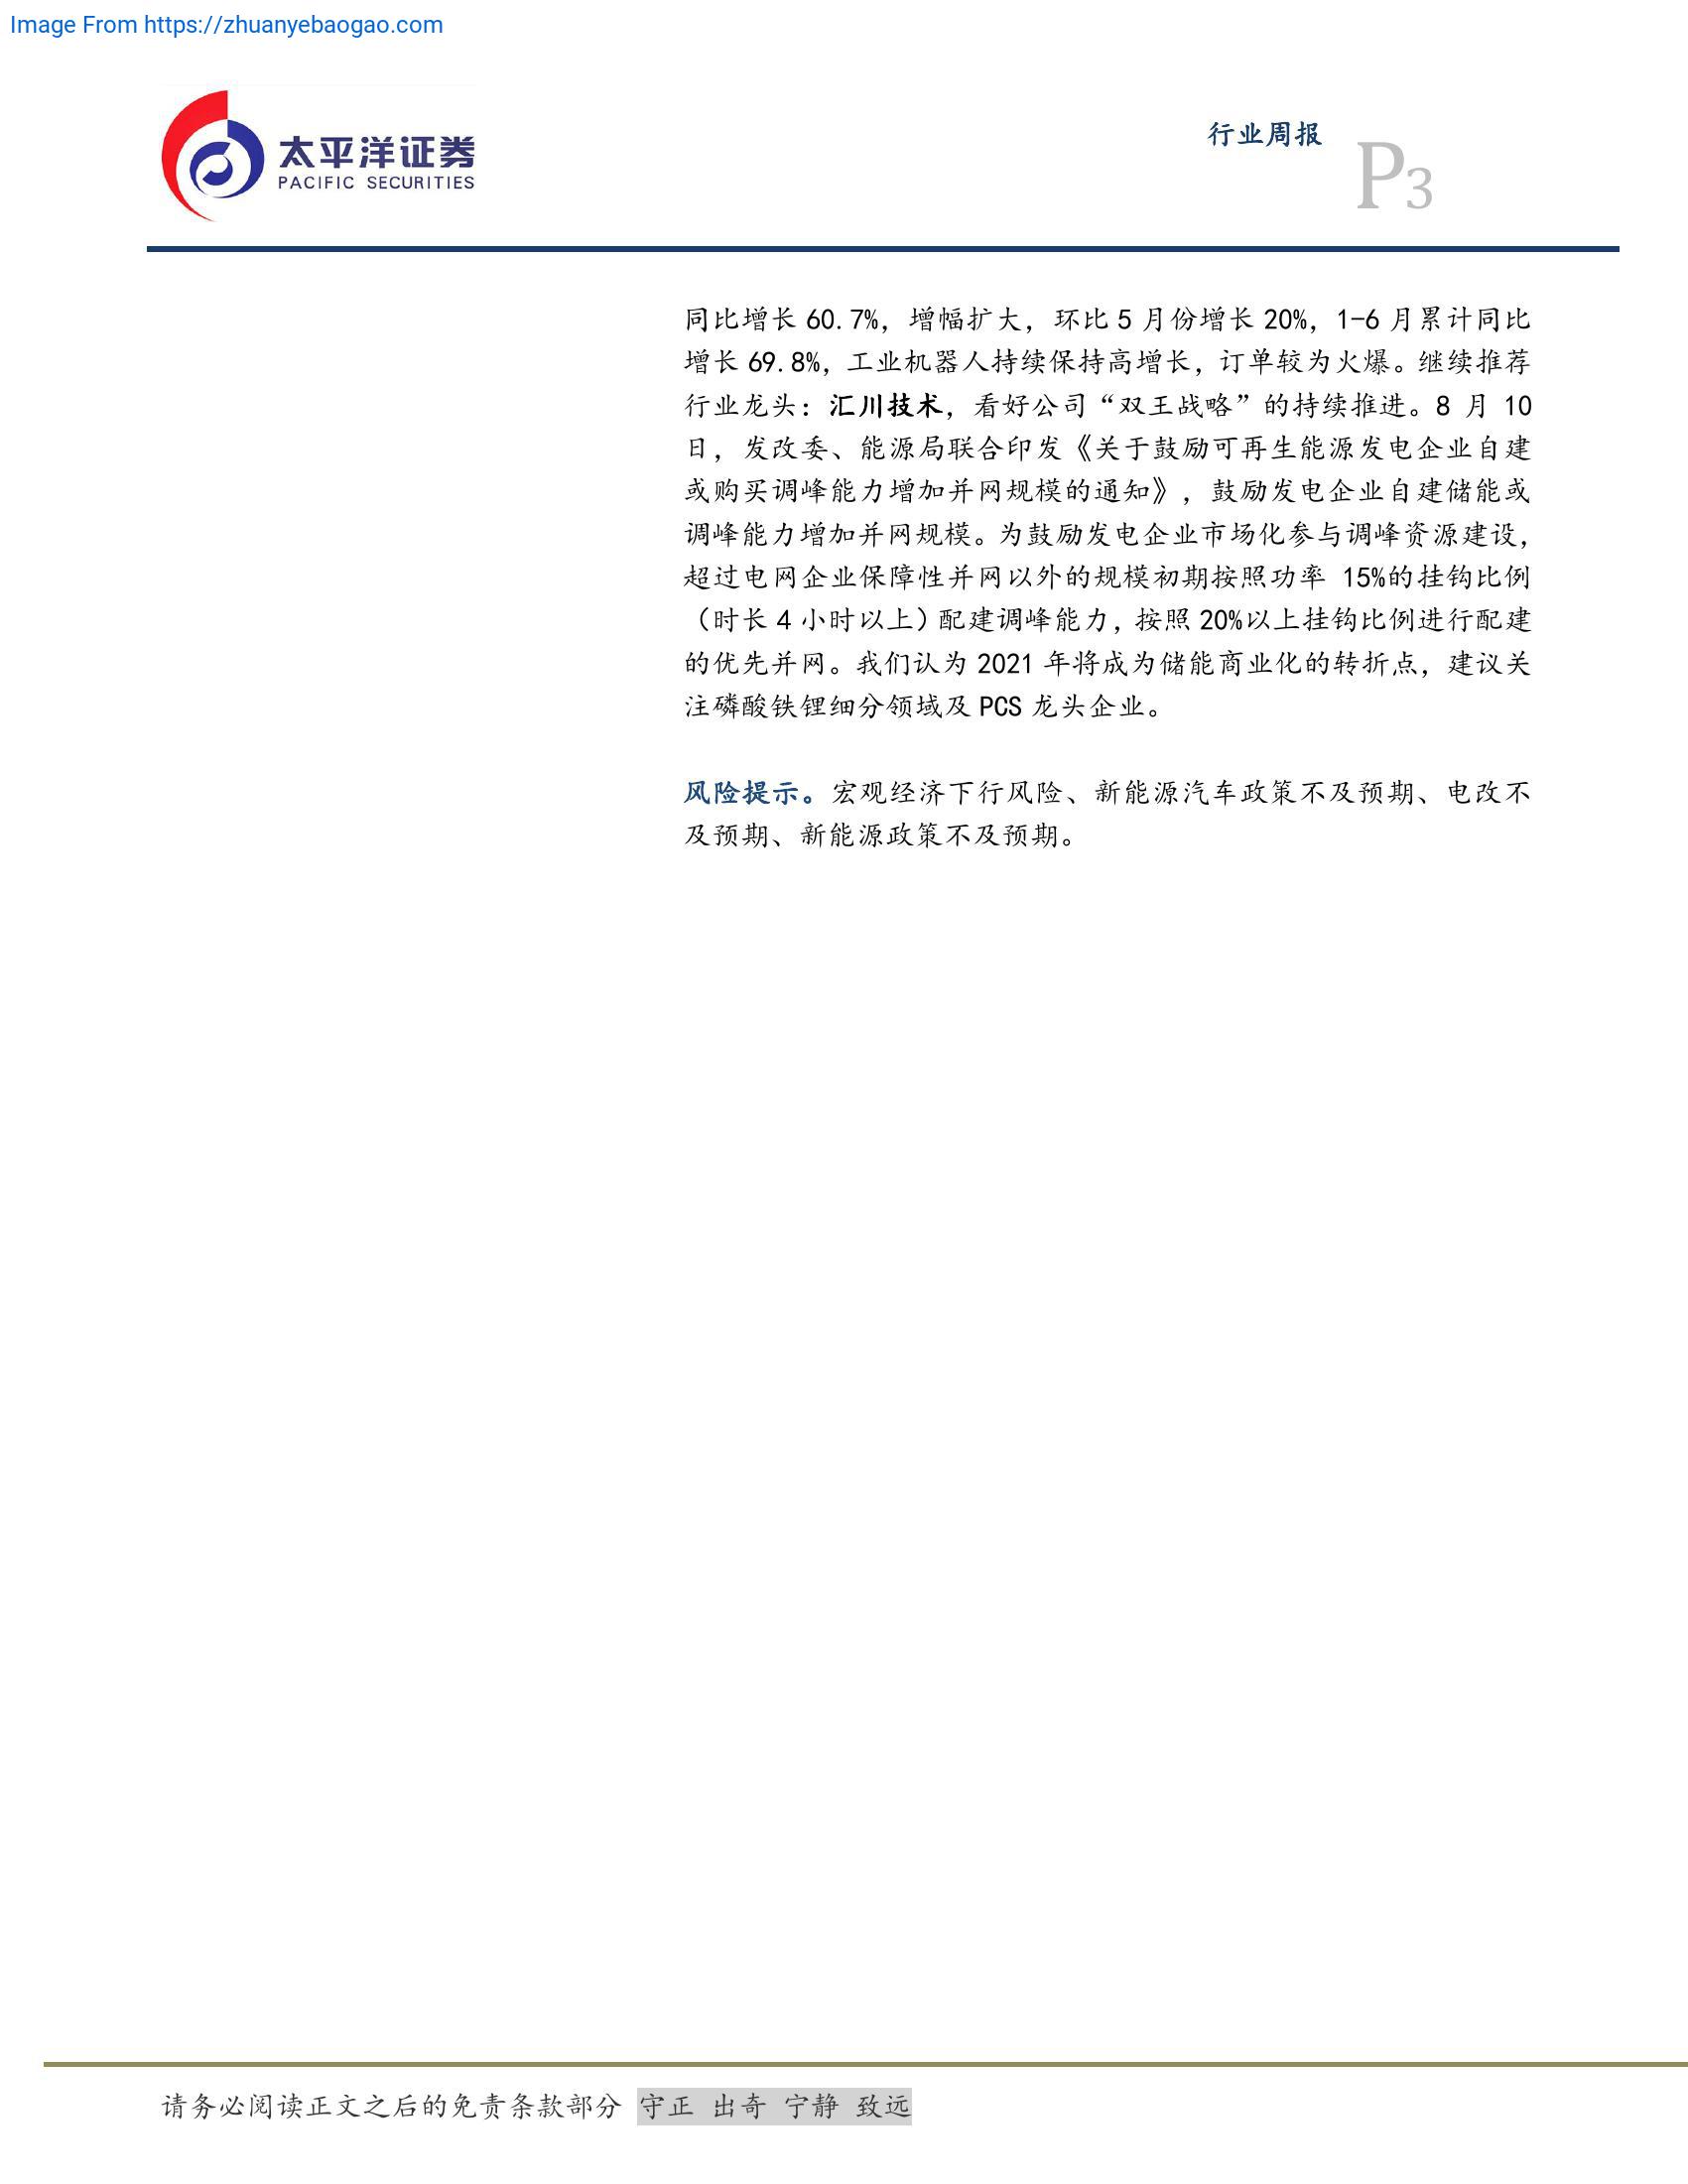 Image From https://zhuanyebaogao.com
太平洋证券
PACIFIC SECURITIES
行业周报
P3
同比增长 60.7%，增幅扩大，环比 5 月份增长 20%，1-6 月累计同比
增长 69.8%，工业机器人持续保持高增长，订单较为火爆。继续推荐
行业龙头：汇川技术，看好公司“双王战略”的持续推进。8 月 10
日，发改委、能源局联合印发《关于鼓励可再生能源发电企业自建
或购买调峰能力增加并网规模的通知》，鼓励发电企业自建储能或
调峰能力增加并网规模。为鼓励发电企业市场化参与调峰资源建设，
超过电网企业保障性并网以外的规模初期按照功率 15%的挂钩比例
（时长 4 小时以上）配建调峰能力，按照 20%以上挂钩比例进行配建
的优先并网。我们认为 2021 年将成为储能商业化的转折点，建议关
注磷酸铁锂细分领域及 PCS 龙头企业。
风险提示。宏观经济下行风险、新能源汽车政策不及预期、电改不
及预期、新能源政策不及预期。
请务必阅读正文之后的免责条款部分 守正 出奇 宁静 致远